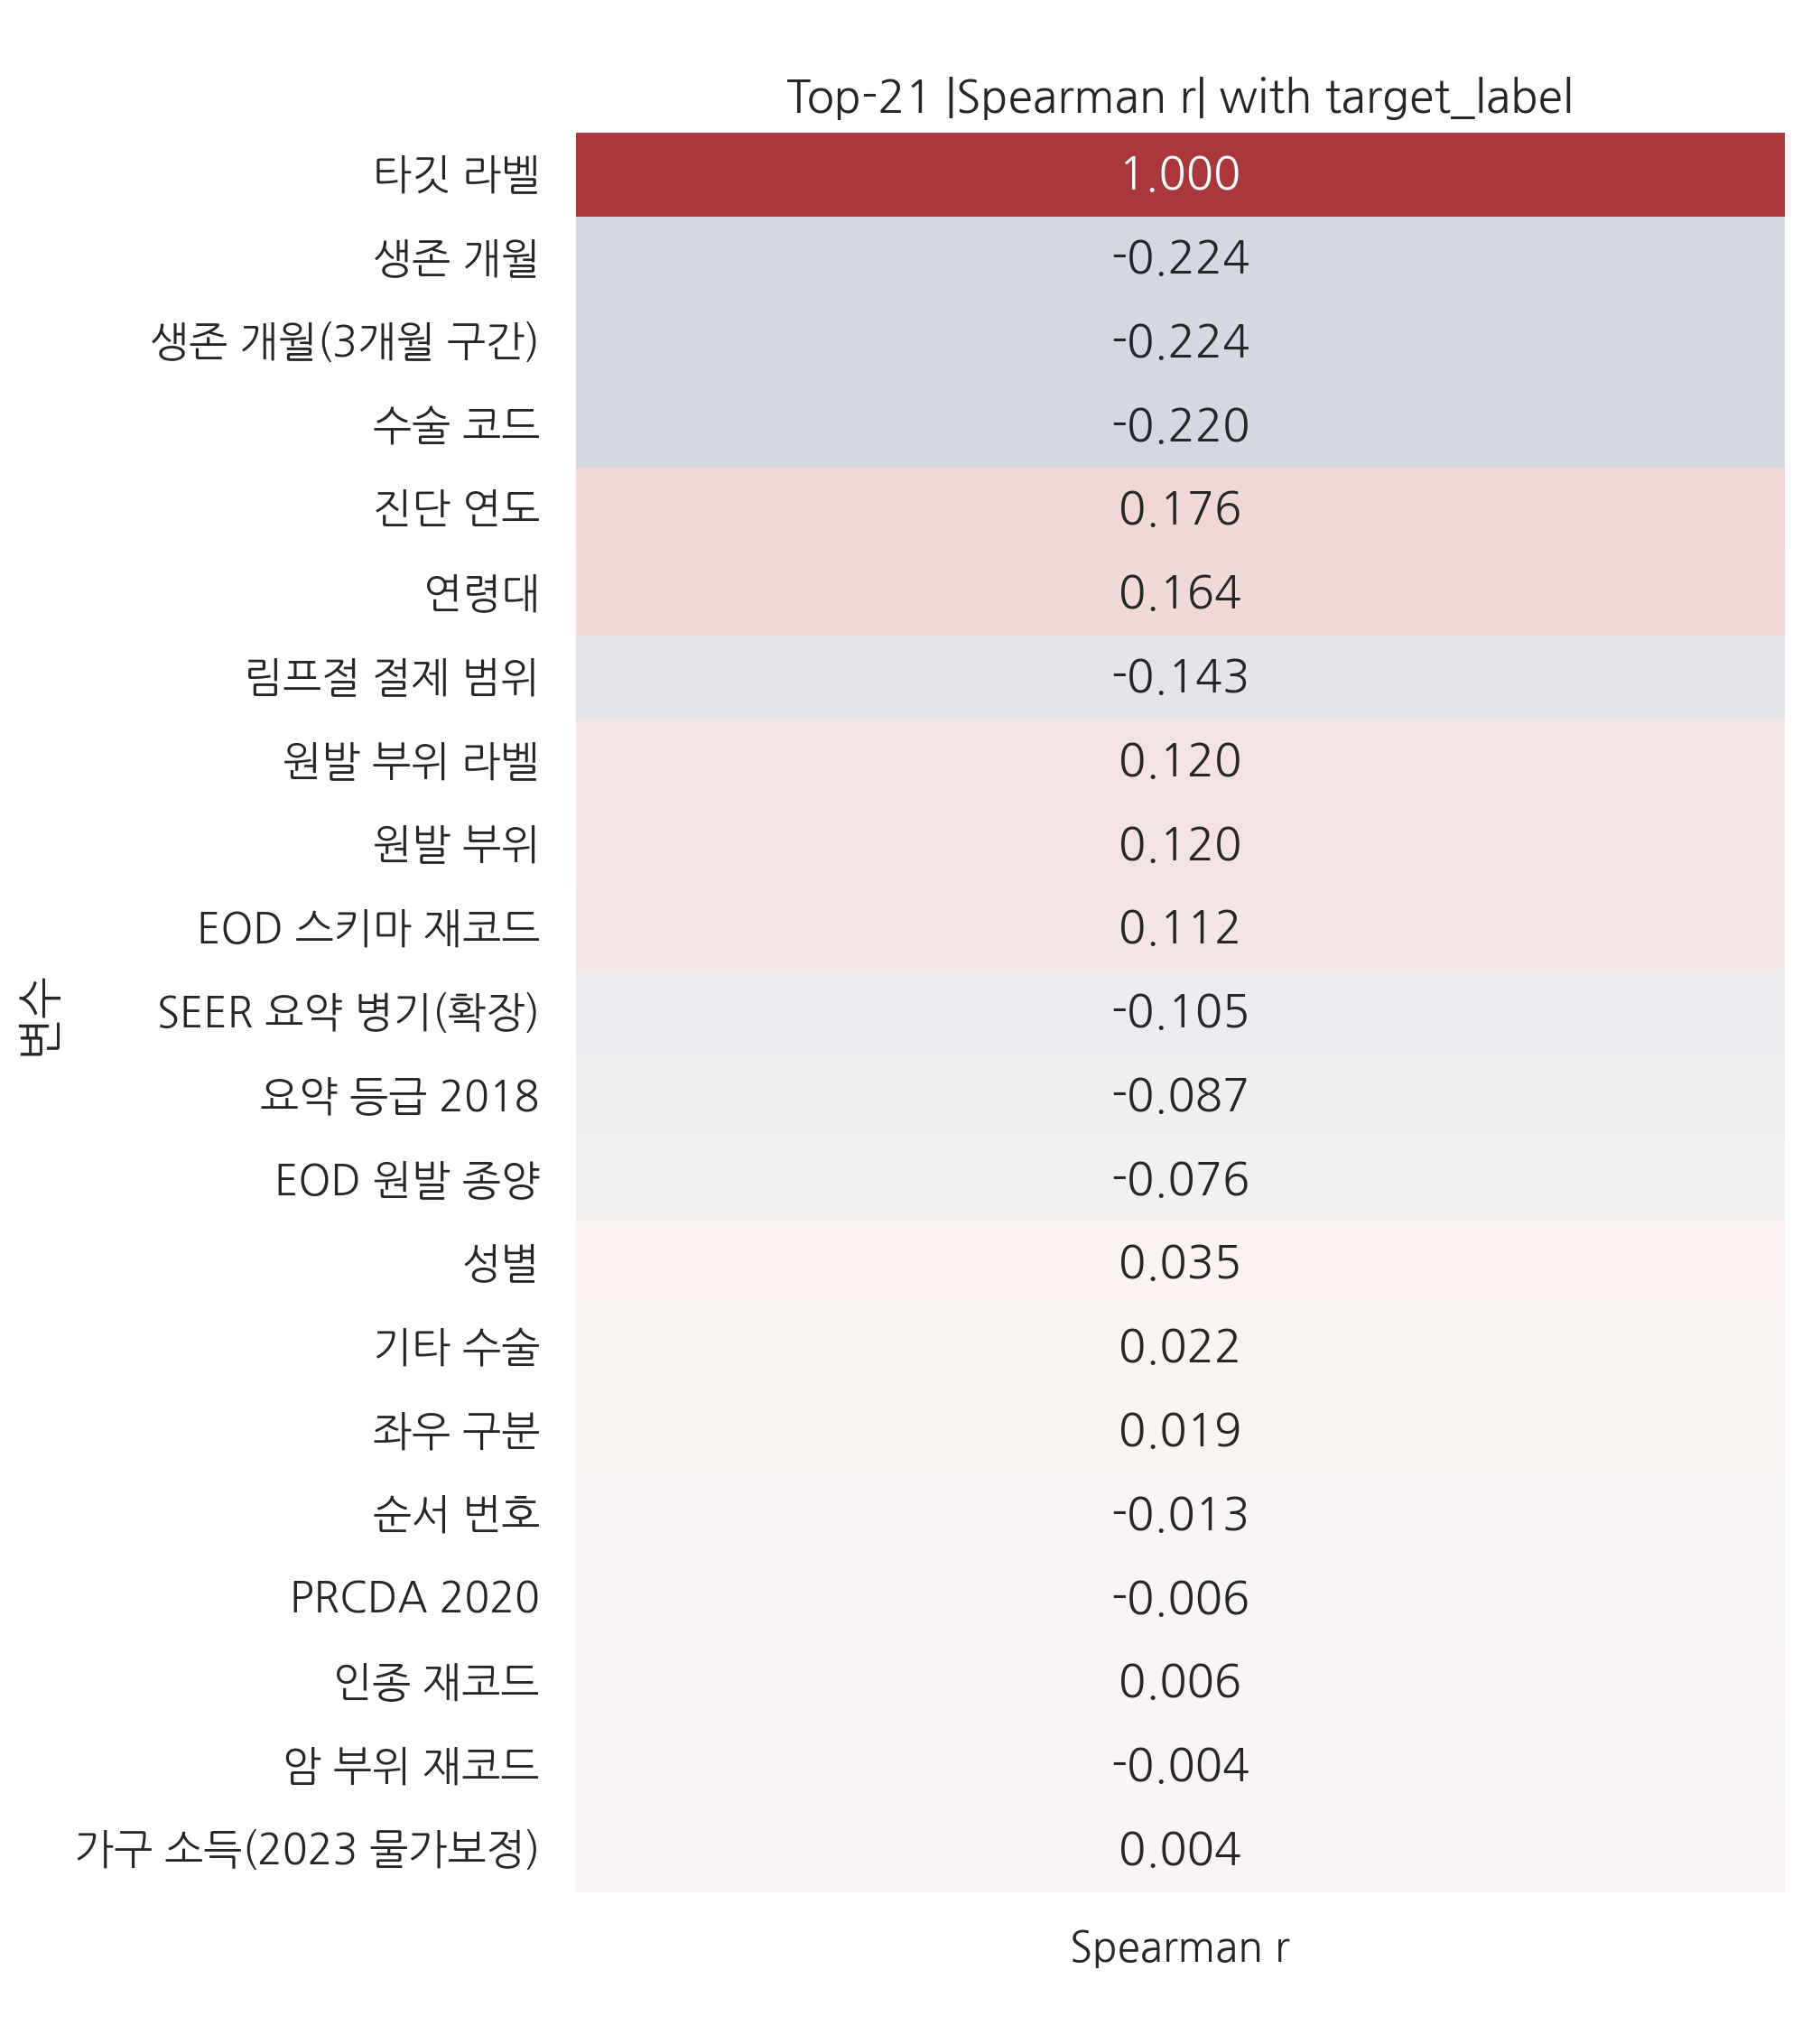 Top-21 |Spearman r| with target_label
타깃 라벨 1.000
생존 개월 -0.224
생존 개월(3개월 구간) -0.224
수술 코드 -0.220
진단 연도 0.176
연령대 0.164
림프절 절제 범위 -0.143
원발 부위 라벨 0.120
원발 부위 0.120
EOD 스키마 재코드 0.112
SEER 요약 병기(확장) -0.105
요약 등급 2018 -0.087
EOD 원발 종양 -0.076
성별 0.035
기타 수술 0.022
좌우 구분 0.019
순서 번호 -0.013
PRCDA 2020 -0.006
인종 재코드 0.006
암 부위 재코드 -0.004
가구 소득(2023 물가보정) 0.004
변수
Spearman r